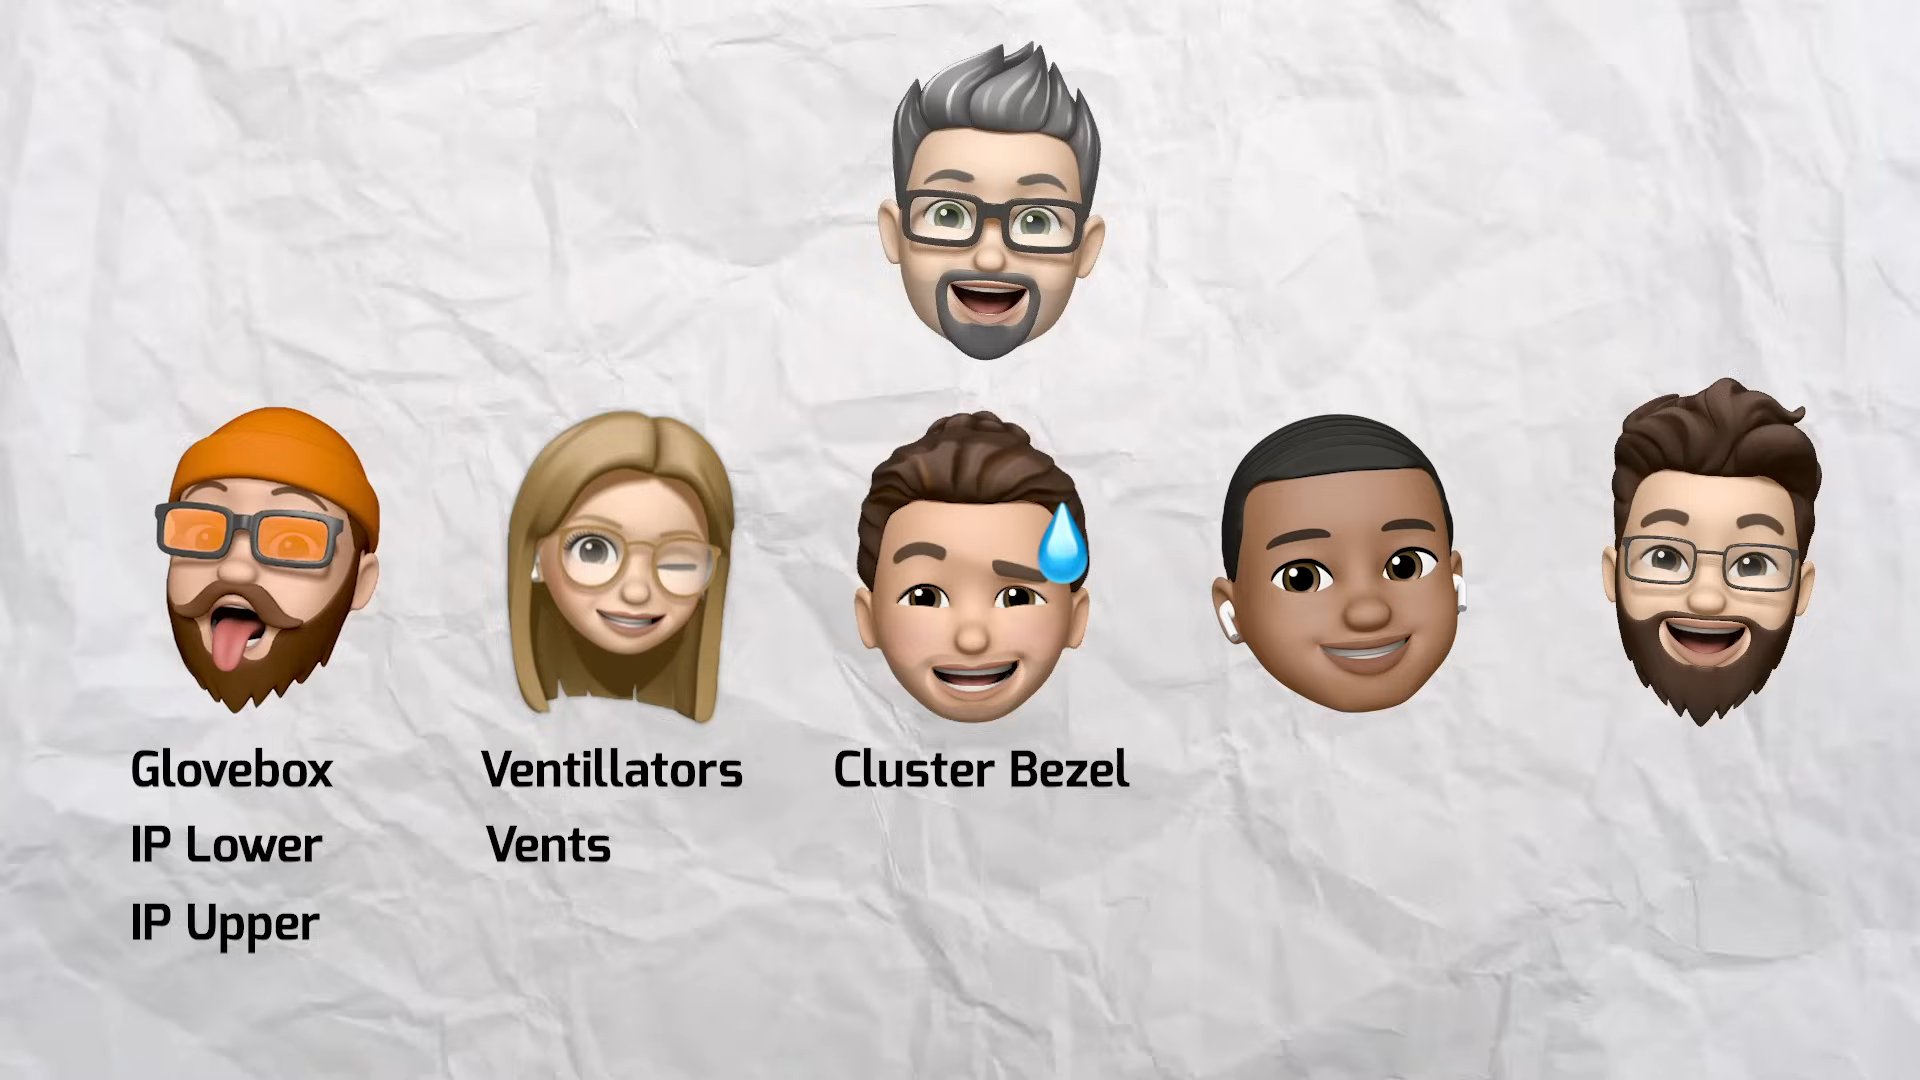 Glovebox
IP Lower
IP Upper
Ventillators
Vents
Cluster Bezel